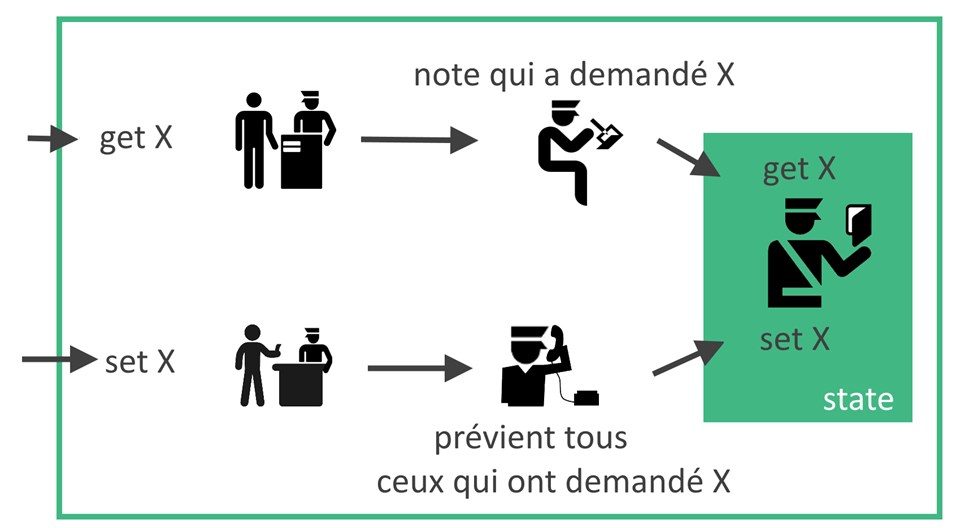 note qui a demandé X
get X
get X
set X
set X
state
prévient tous
ceux qui ont demandé X